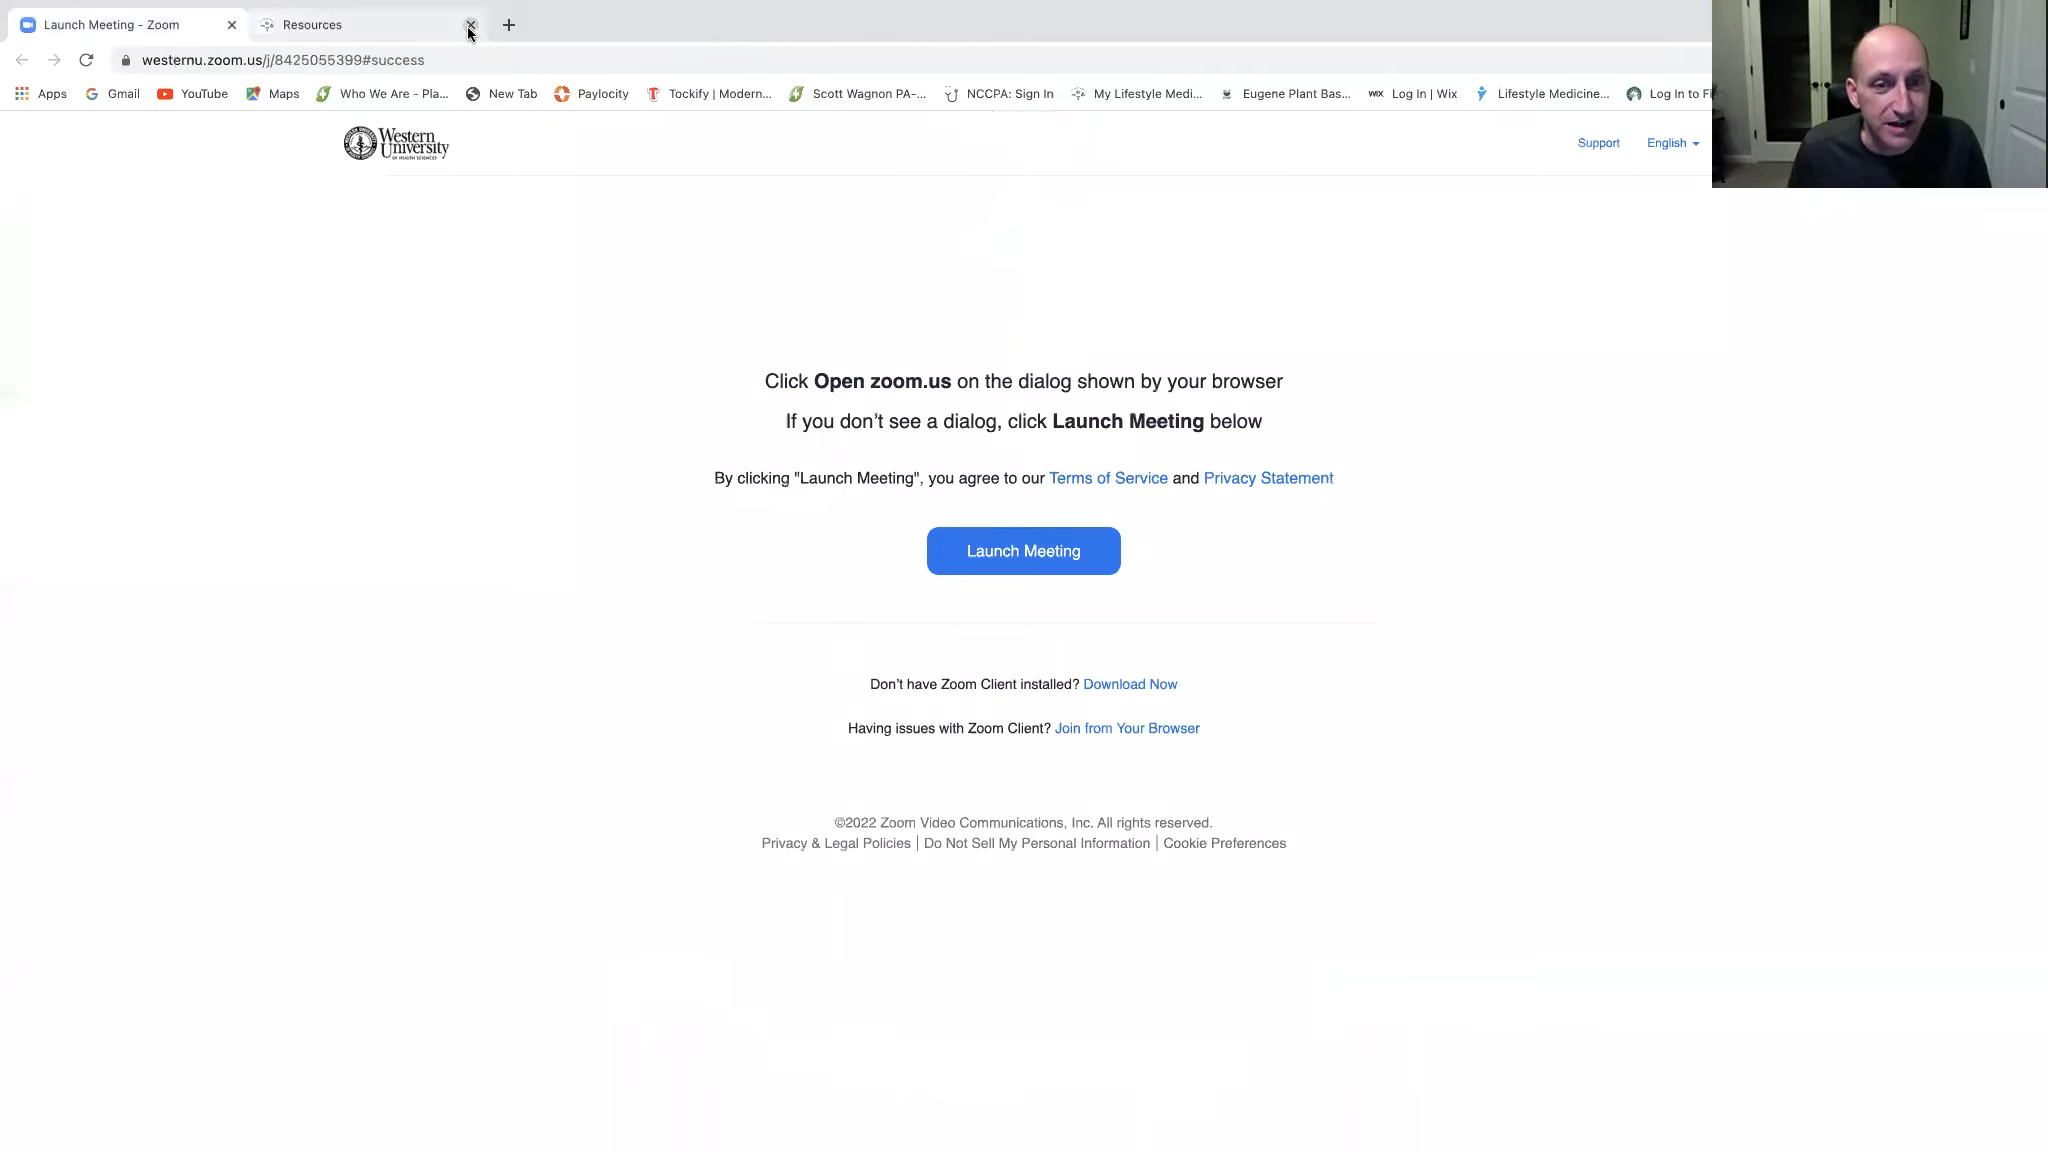 Launch Meeting - Zoom
Resources
westernu.zoom.us/j/8425055399#success
Apps
Gmail
YouTube
Maps
Who We Are - Pla...
New Tab
Paylocity
Tockify | Modern...
Scott Wagnon PA-...
NCCPA: Sign In
My Lifestyle Medi...
Eugene Plant Bas...
WIX Log In | Wix
Lifestyle Medicine...
Log In to Fi
Western
University
OF HEALTH SCIENCES
Support
English
Click Open zoom.us on the dialog shown by your browser
If you don’t see a dialog, click Launch Meeting below
By clicking "Launch Meeting", you agree to our Terms of Service and Privacy Statement
Launch Meeting
Don’t have Zoom Client installed? Download Now
Having issues with Zoom Client? Join from Your Browser
©2022 Zoom Video Communications, Inc. All rights reserved.
Privacy & Legal Policies | Do Not Sell My Personal Information | Cookie Preferences